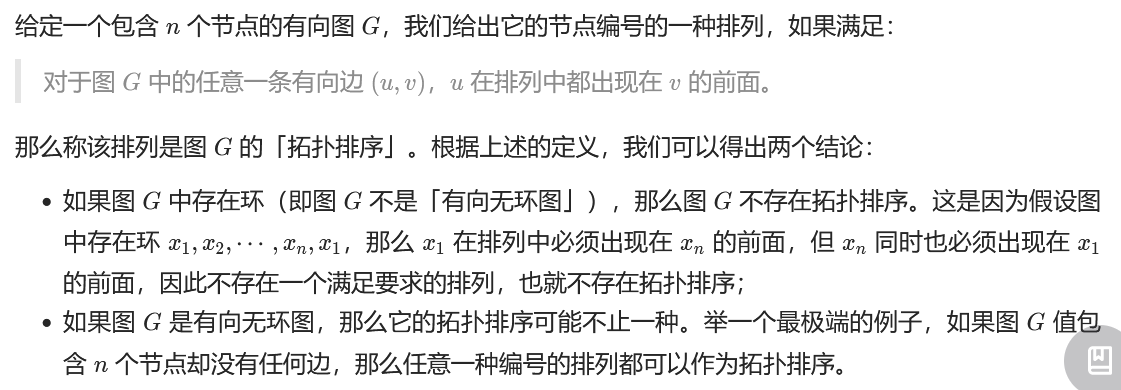 给定一个包含 n 个节点的有向图 G，我们给出它的节点编号的一种排列，如果满足：
对于图 G 中的任意一条有向边 (u, v)，u 在排列中都出现在 v 的前面。
那么称该排列是图 G 的「拓扑排序」。根据上述的定义，我们可以得出两个结论：
• 如果图 G 中存在环（即图 G 不是「有向无环图」），那么图 G 不存在拓扑排序。这是因为假设图
中存在环 x₁, x₂, ⋯ , xₙ, x₁，那么 x₁ 在排列中必须出现在 xₙ 的前面，但 xₙ 同时也必须出现在 x₁
的前面，因此不存在一个满足要求的排列，也就不存在拓扑排序；
• 如果图 G 是有向无环图，那么它的拓扑排序可能不止一种。举一个最极端的例子，如果图 G 值包
含 n 个节点却没有任何边，那么任意一种编号的排列都可以作为拓扑排序。